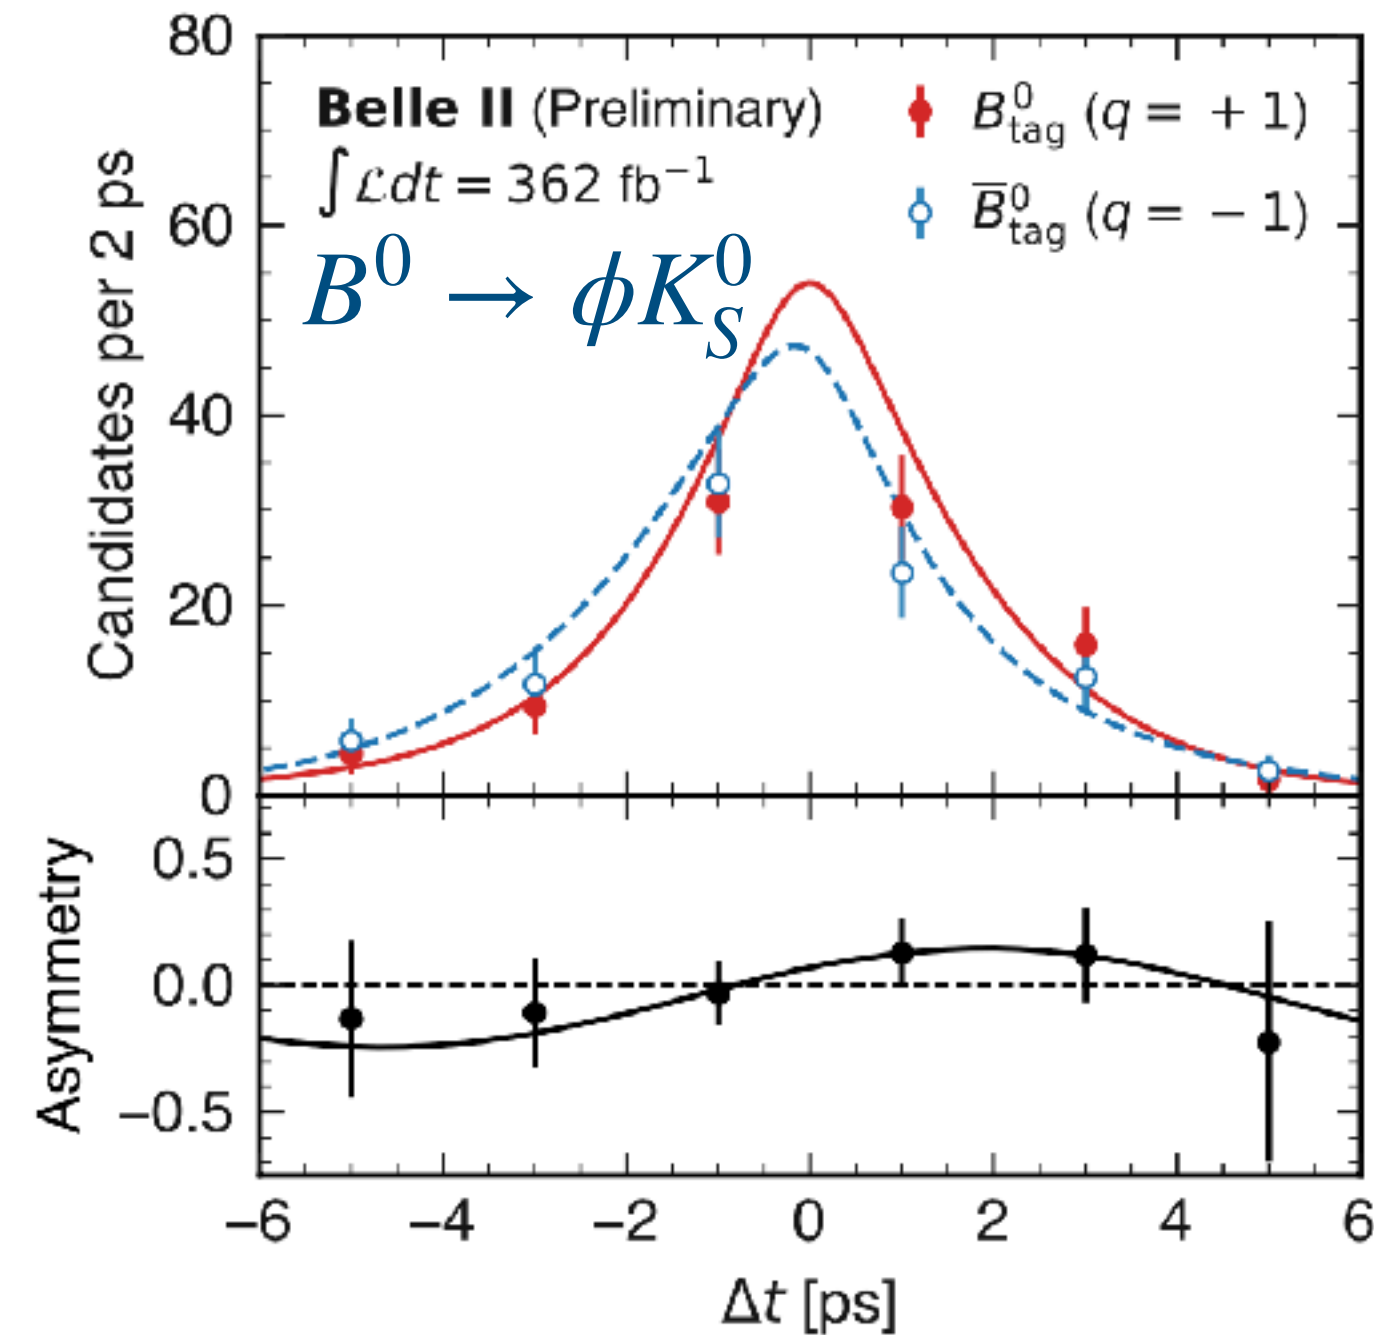 80
60
40
20
0
Candidates per 2 ps
Belle II (Preliminary)
∫ℒdt = 362 fb⁻¹
B⁰ → ϕK⁰_S
B⁰_tag (q = +1)
B̅⁰_tag (q = −1)
0.5
0.0
−0.5
Asymmetry
−6 −4 −2 0 2 4 6
Δt [ps]